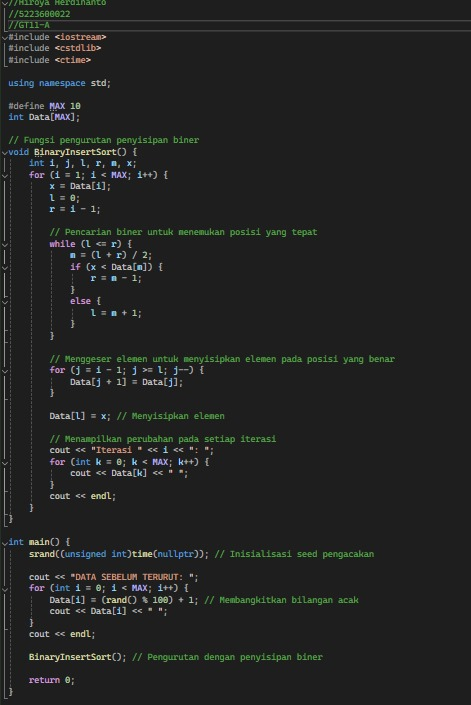 //Hiroya Herdinanto
//5223600022
//GT11-A
#include <iostream>
#include <cstdlib>
#include <ctime>

using namespace std;

#define MAX 10
int Data[MAX];

// Fungsi pengurutan penyisipan biner
void BinaryInsertSort() {
    int i, j, l, r, m, x;
    for (i = 1; i < MAX; i++) {
        x = Data[i];
        l = 0;
        r = i - 1;

        // Pencarian biner untuk menemukan posisi yang tepat
        while (l <= r) {
            m = (l + r) / 2;
            if (x < Data[m]) {
                r = m - 1;
            }
            else {
                l = m + 1;
            }
        }

        // Menggeser elemen untuk menyisipkan elemen pada posisi yang benar
        for (j = i - 1; j >= l; j--) {
            Data[j + 1] = Data[j];
        }

        Data[l] = x; // Menyisipkan elemen

        // Menampilkan perubahan pada setiap iterasi
        cout << "Iterasi " << i << ": ";
        for (int k = 0; k < MAX; k++) {
            cout << Data[k] << " ";
        }
        cout << endl;
    }
}

int main() {
    srand((unsigned int)time(nullptr)); // Inisialisasi seed pengacakan

    cout << "DATA SEBELUM TERURUT: ";
    for (int i = 0; i < MAX; i++) {
        Data[i] = (rand() % 100) + 1; // Membangkitkan bilangan acak
        cout << Data[i] << " ";
    }
    cout << endl;

    BinaryInsertSort(); // Pengurutan dengan penyisipan biner

    return 0;
}